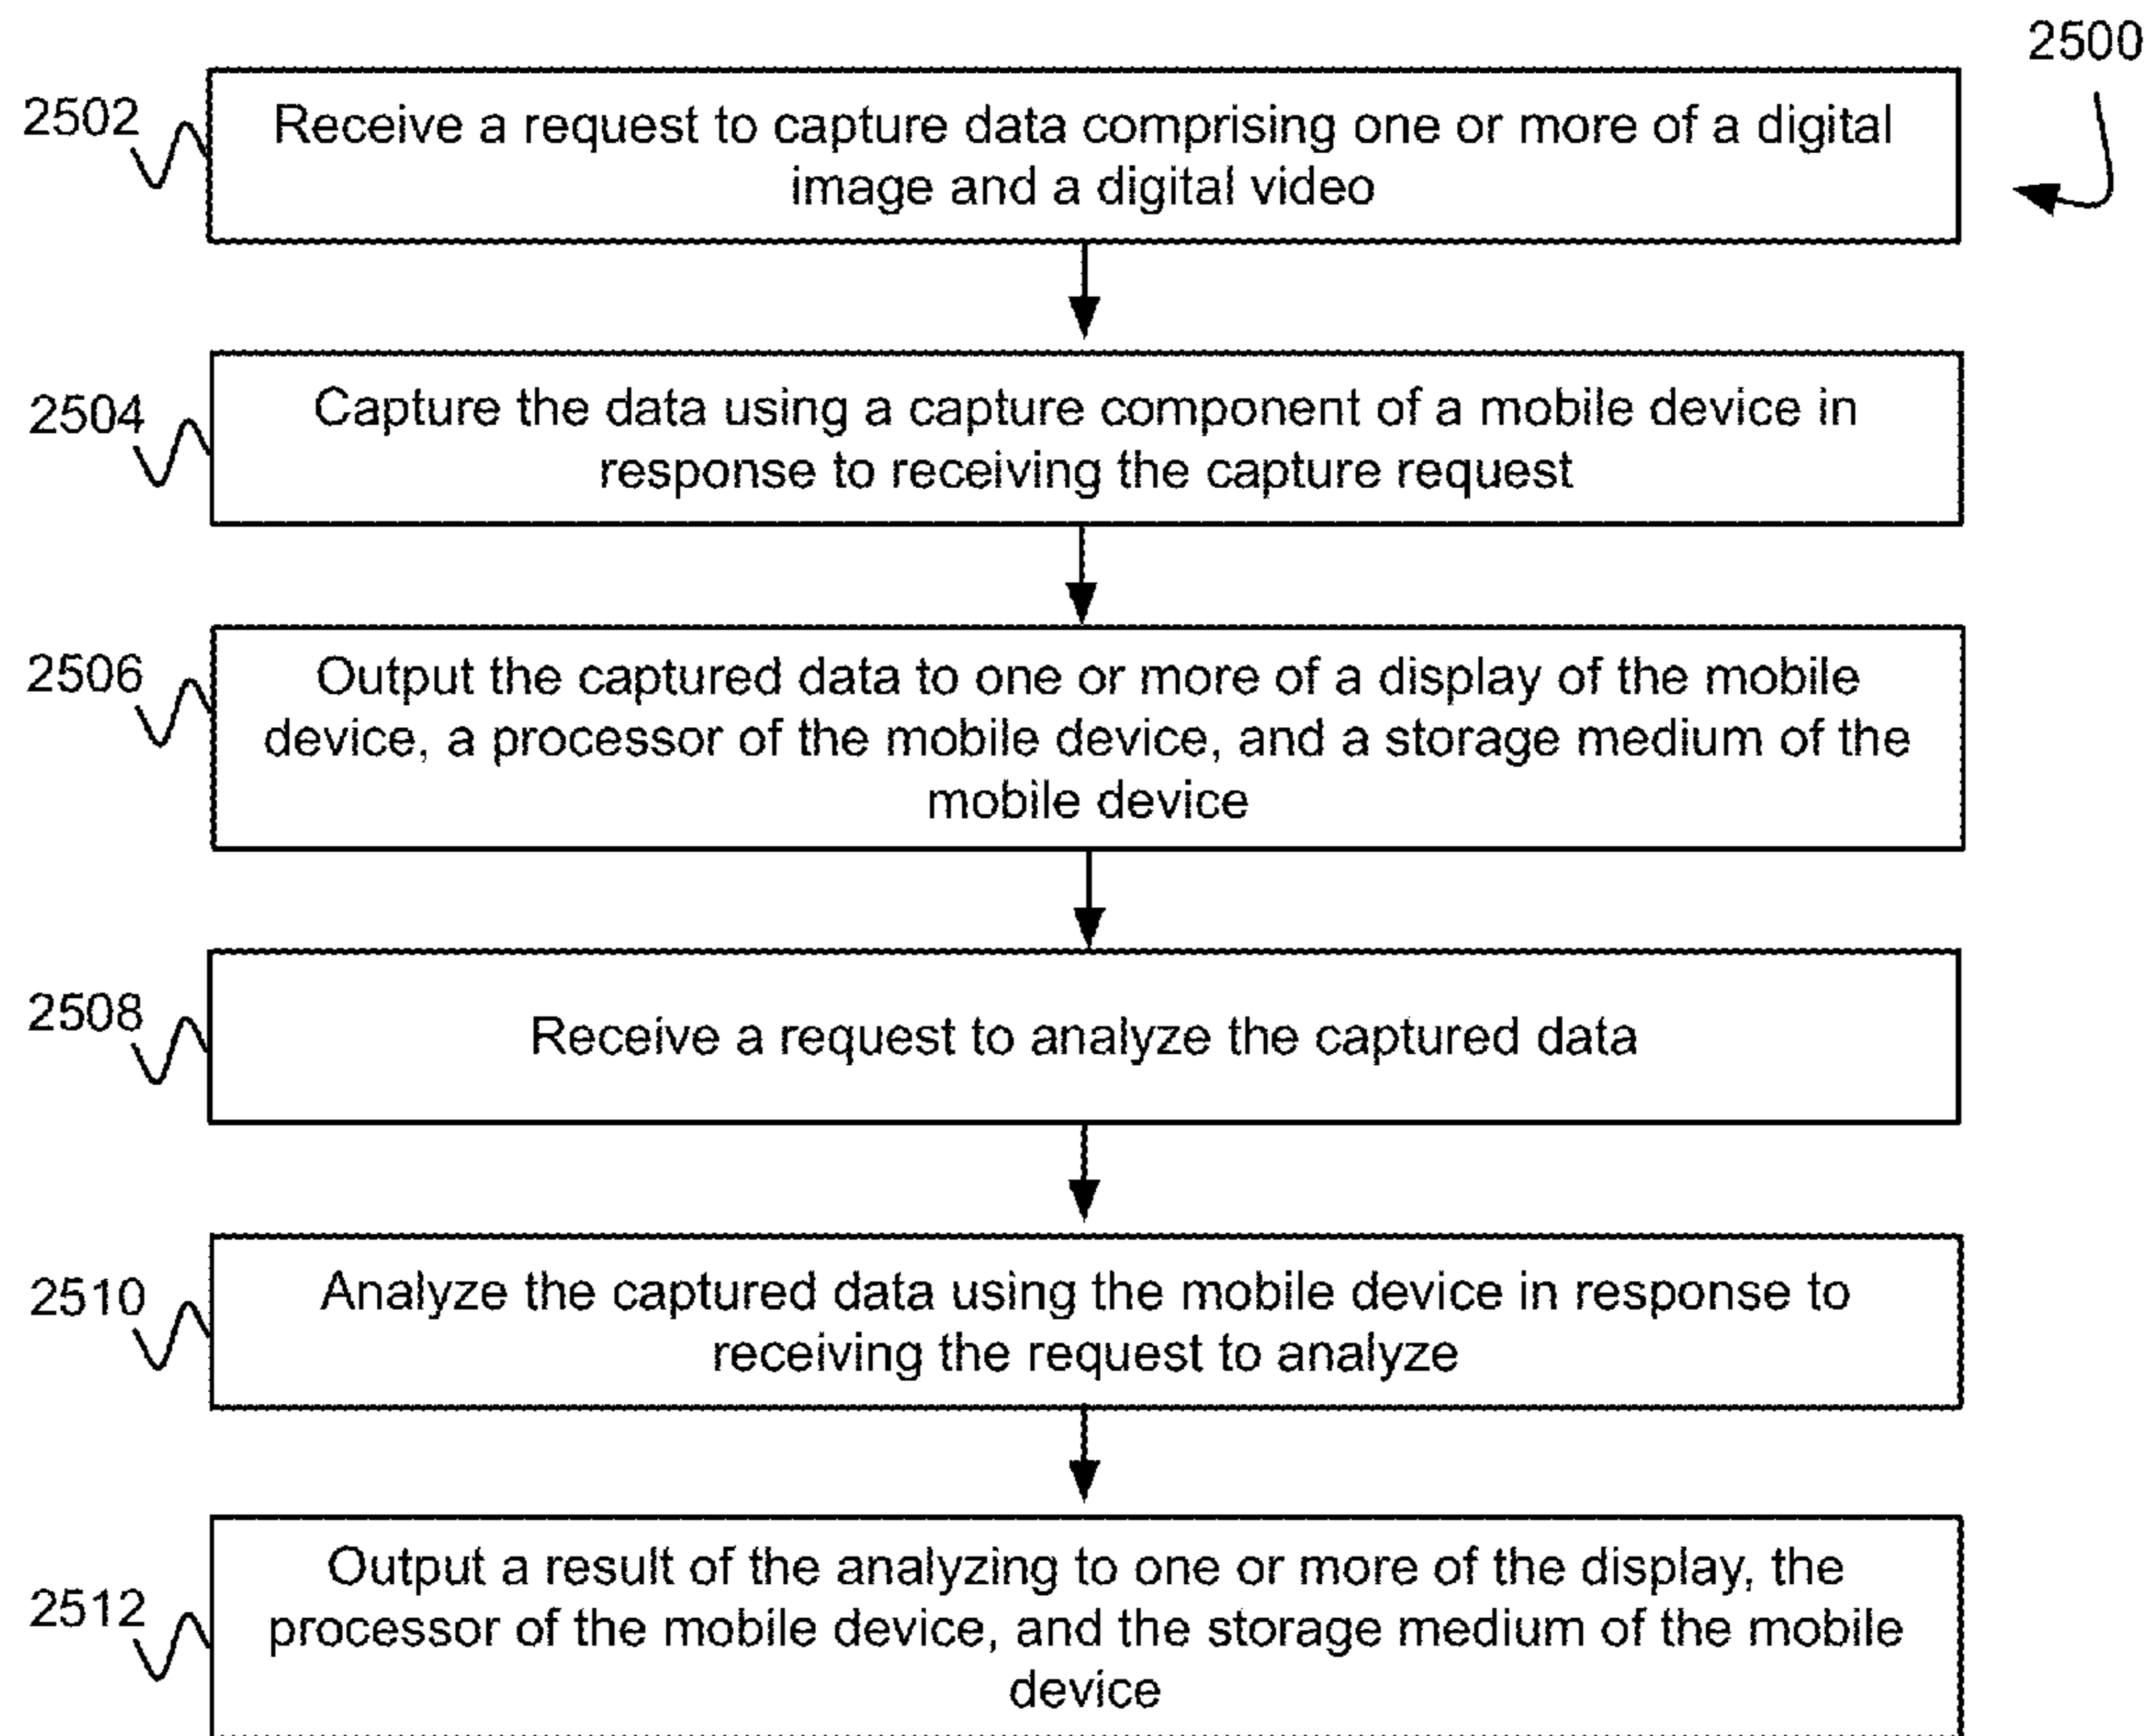 2500
2502
Receive a request to capture data comprising one or more of a digital
image and a digital video
2504
Capture the data using a capture component of a mobile device in
response to receiving the capture request
2506
Output the captured data to one or more of a display of the mobile
device, a processor of the mobile device, and a storage medium of the
mobile device
2508
Receive a request to analyze the captured data
2510
Analyze the captured data using the mobile device in response to
receiving the request to analyze
2512
Output a result of the analyzing to one or more of the display, the
processor of the mobile device, and the storage medium of the mobile
device